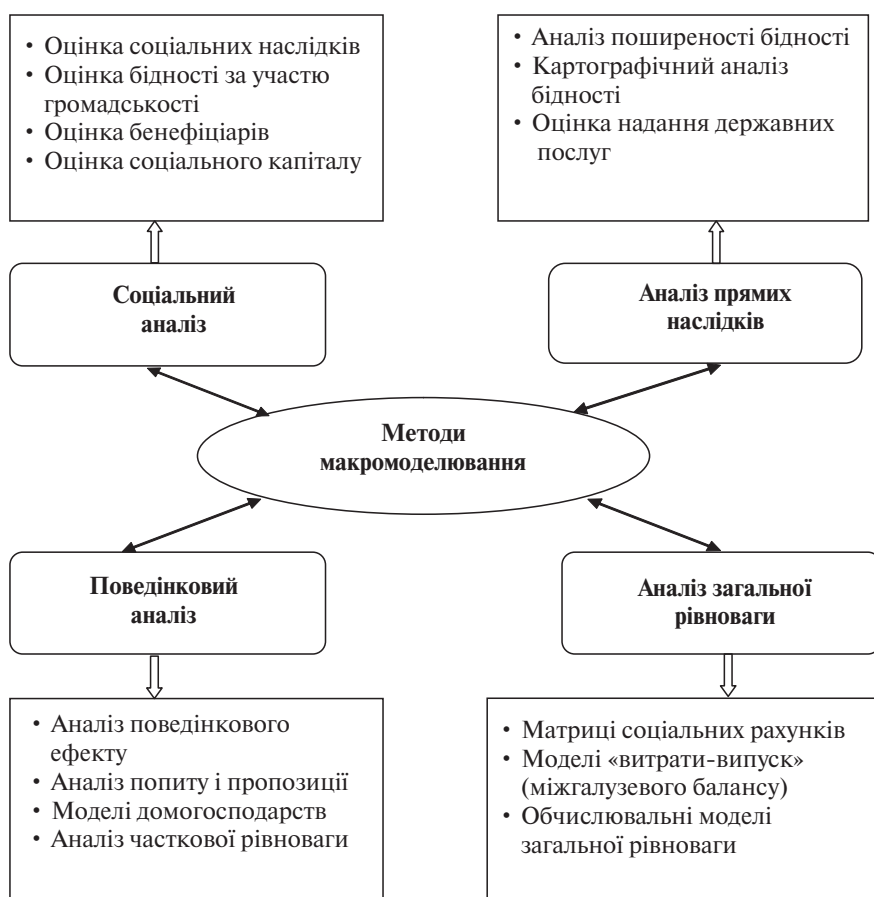 • Оцінка соціальних наслідків
• Оцінка бідності за участю
громадськості
• Оцінка бенефіціарів
• Оцінка соціального капіталу
• Аналіз поширеності бідності
• Картографічний аналіз
бідності
• Оцінка надання державних
послуг
Соціальний
аналіз
Аналіз прямих
наслідків
Методи
макромоделювання
Поведінковий
аналіз
Аналіз загальної
рівноваги
• Аналіз поведінкового
ефекту
• Аналіз попиту і пропозиції
• Моделі домогосподарств
• Аналіз часткової рівноваги
• Матриці соціальних рахунків
• Моделі «витрати-випуск»
(міжгалузевого балансу)
• Обчислювальні моделі
загальної рівноваги